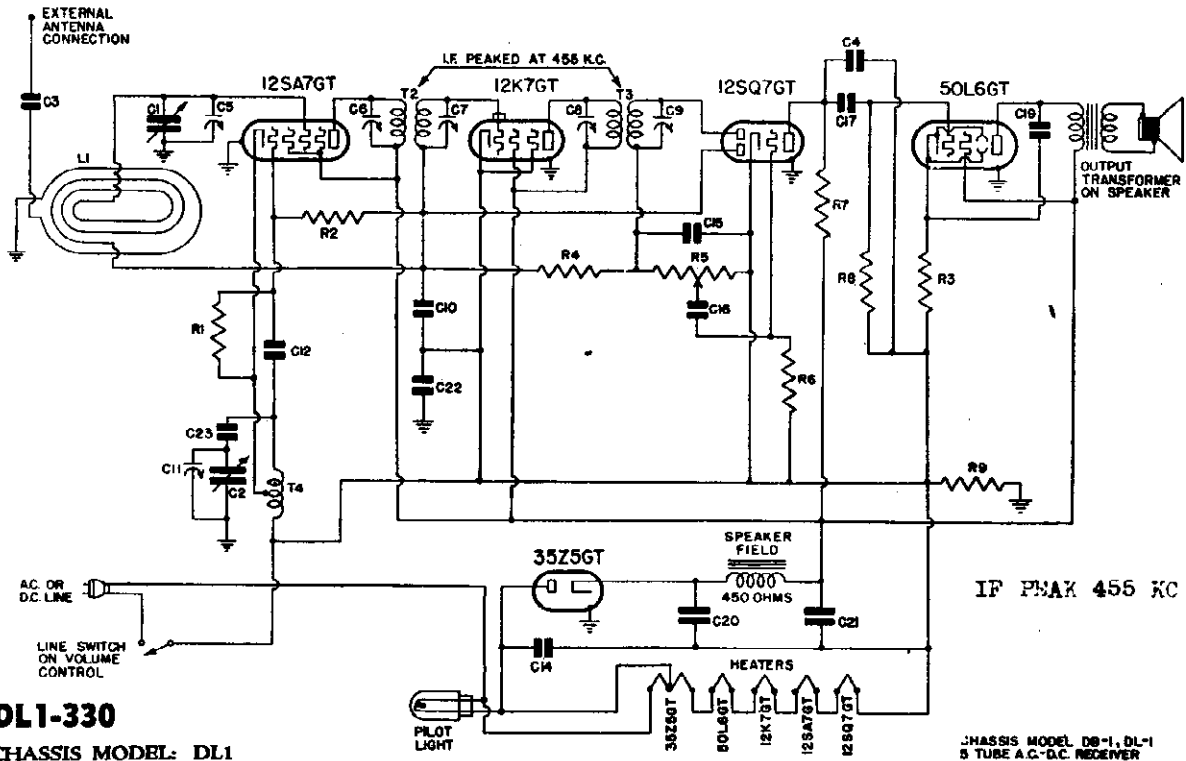 EXTERNAL
ANTENNA
CONNECTION
I.F. PEAKED AT 455 K.C.
12SA7GT
12K7GT
12SQ7GT
50L6GT
C3
C1
C5
C6
T2
C7
C8
T3
C9
C4
C17
C19
OUTPUT
TRANSFORMER
ON SPEAKER
L1
R2
C15
R7
R4
R5
R8
R3
C10
C16
R1
C12
C22
R6
C23
C11
C2
T4
R9
35Z5GT
SPEAKER
FIELD
450 OHMS
IF PEAK 455 KC
A.C. OR
D.C. LINE
C20
C21
LINE SWITCH
ON VOLUME
CONTROL
C14
HEATERS
PILOT
LIGHT
35Z5GT
50L6GT
12K7GT
12SA7GT
12SQ7GT
DL1-330
CHASSIS MODEL: DL1
CHASSIS MODEL DB-1, DL-1
5 TUBE A.C.-D.C. RECEIVER